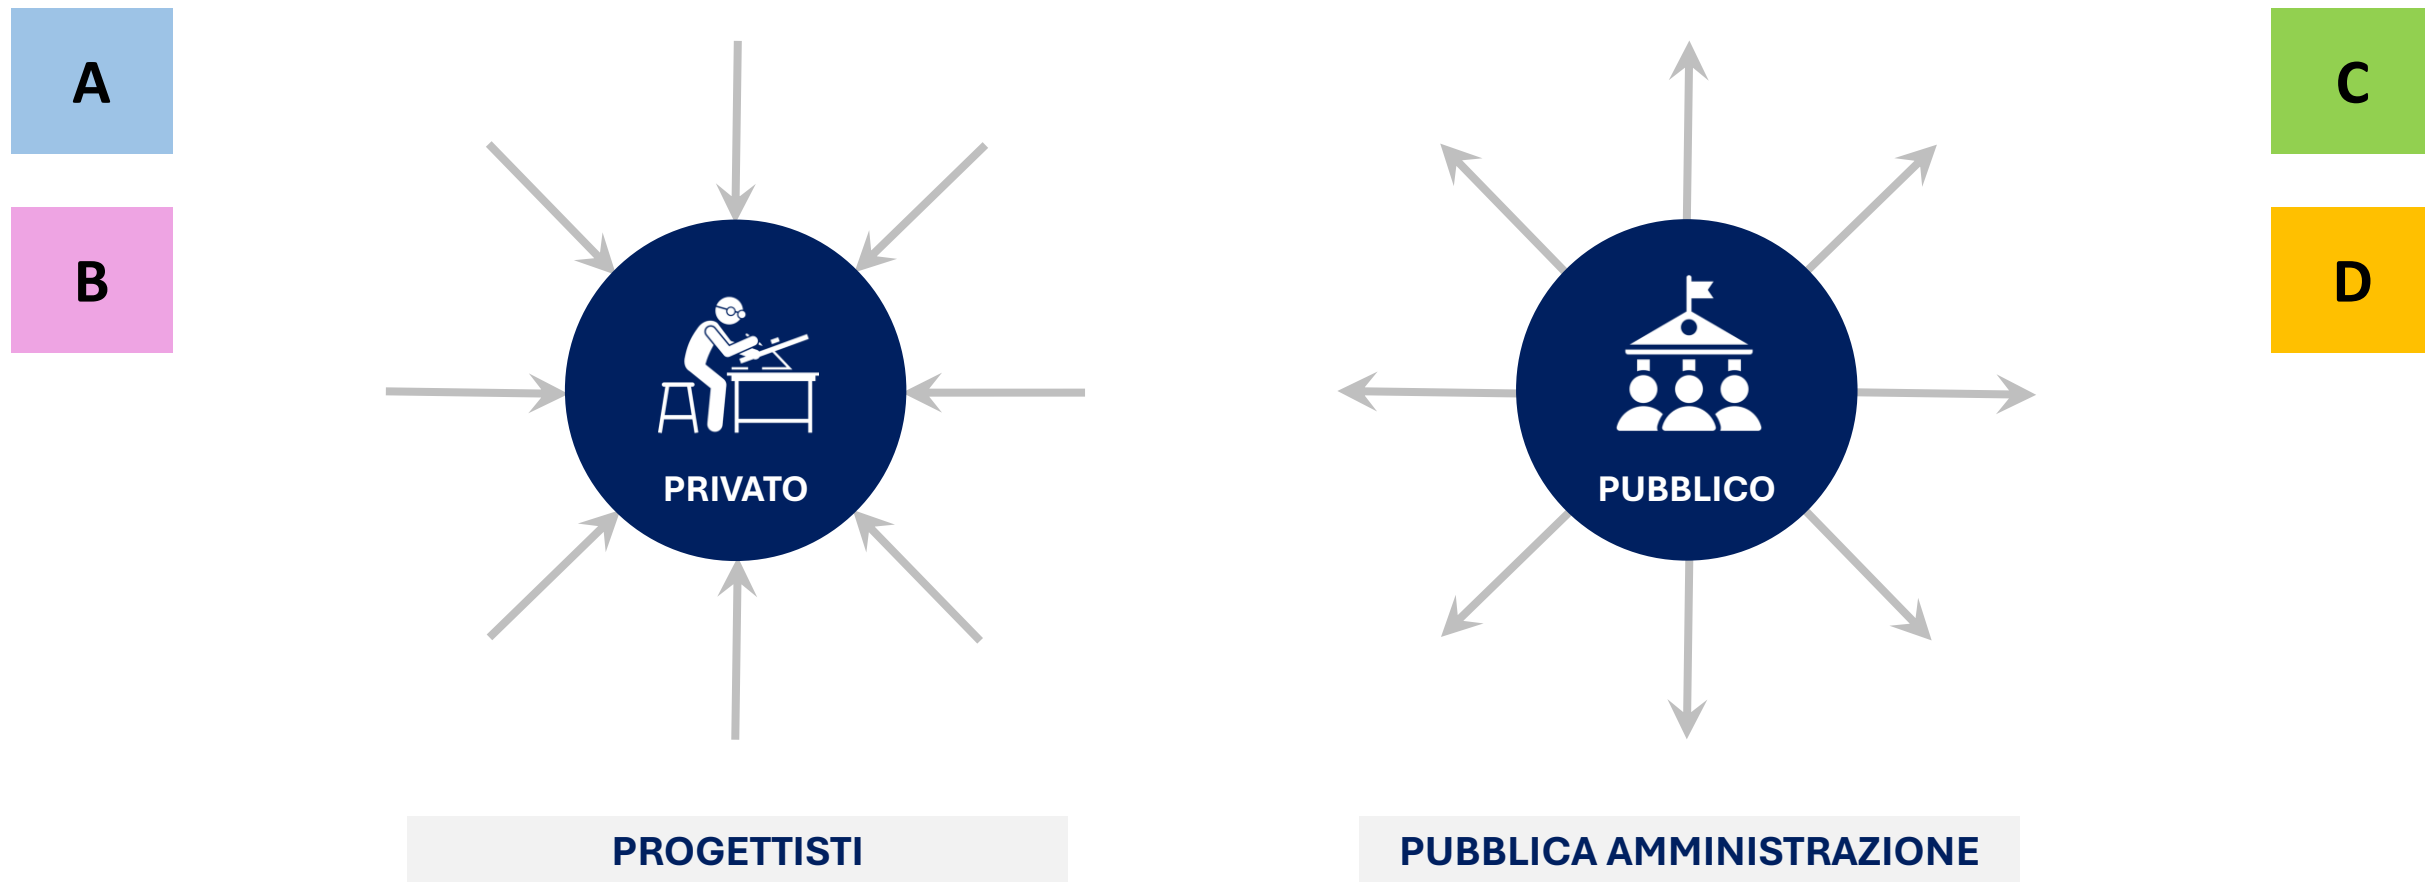 A
C
B
D
PRIVATO
PUBBLICO
PROGETTISTI
PUBBLICA AMMINISTRAZIONE